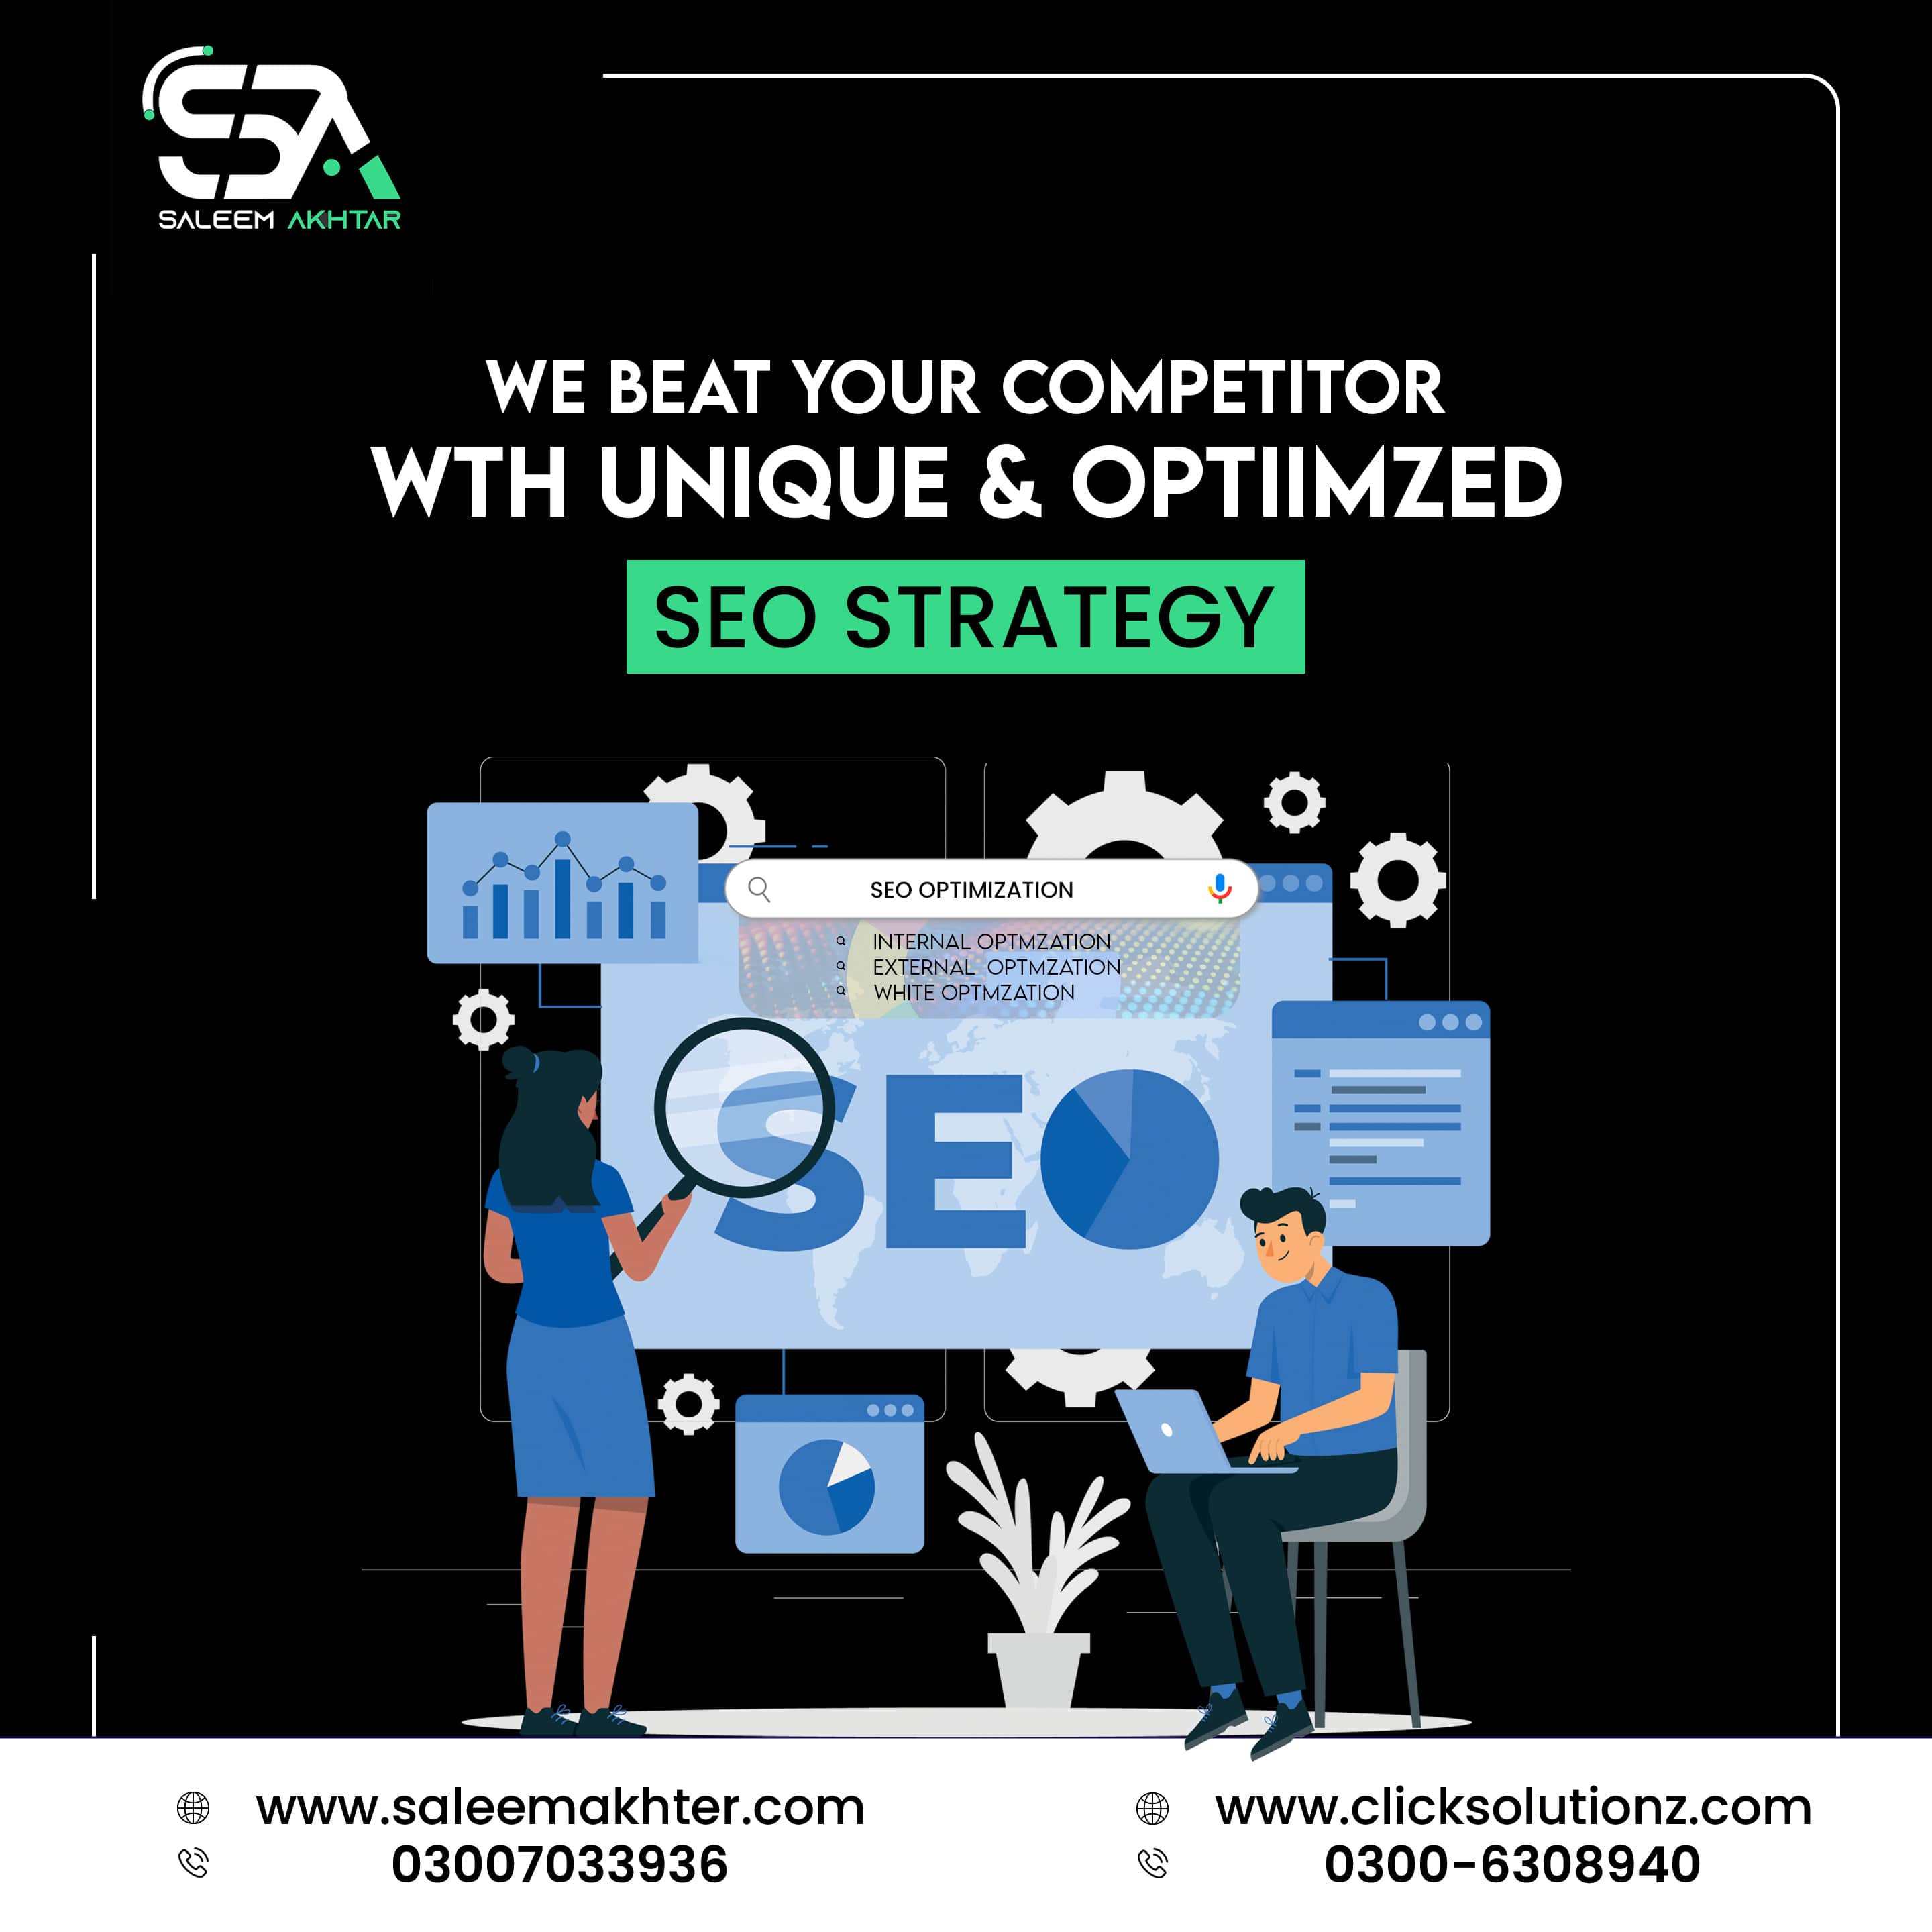 SALEEM AKHTAR
WE BEAT YOUR COMPETITOR
WTH UNIQUE & OPTIIMZED
SEO STRATEGY
SEO OPTIMIZATION
INTERNAL OPTMZATION
EXTERNAL OPTMZATION
WHITE OPTMZATION
SEO
www.saleemakhter.com
03007033936
www.clicksolutionz.com
0300-6308940